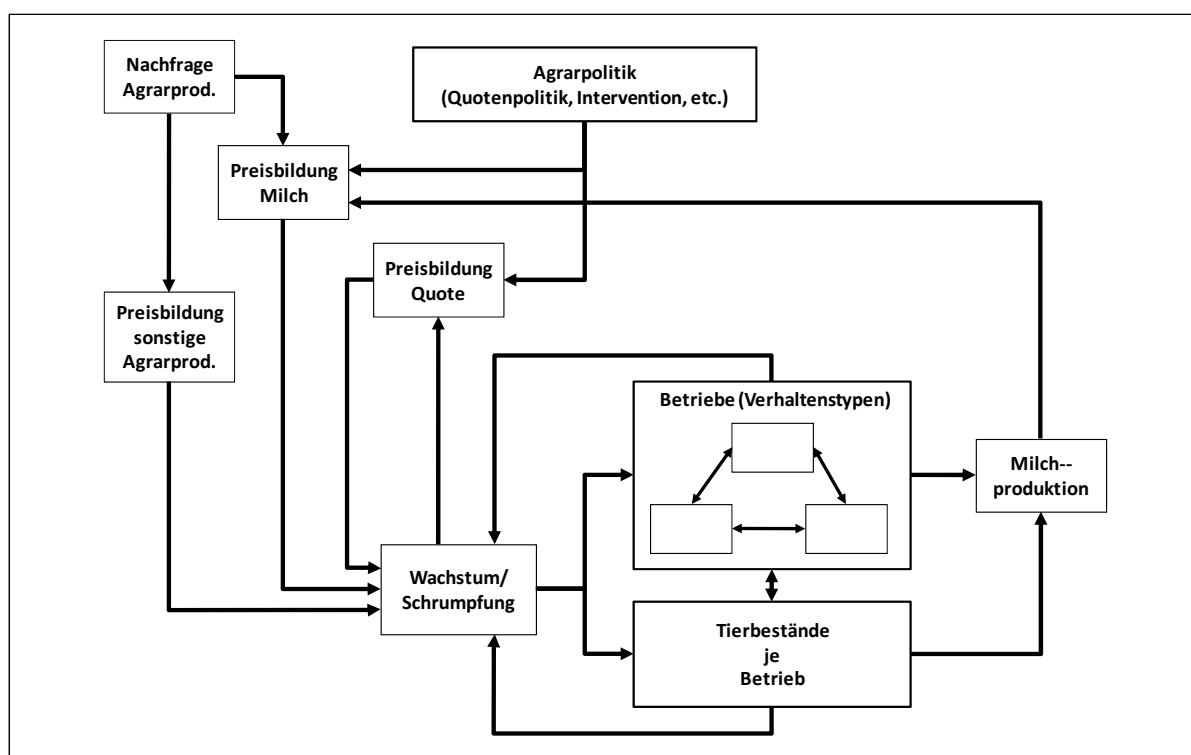 Nachfrage
Agrarprod.
Agrarpolitik
(Quotenpolitik, Intervention, etc.)
Preisbildung
Milch
Preisbildung
Quote
Preisbildung
sonstige
Agrarprod.
Betriebe (Verhaltenstypen)
Milch--
produktion
Wachstum/
Schrumpfung
Tierbestände
je
Betrieb